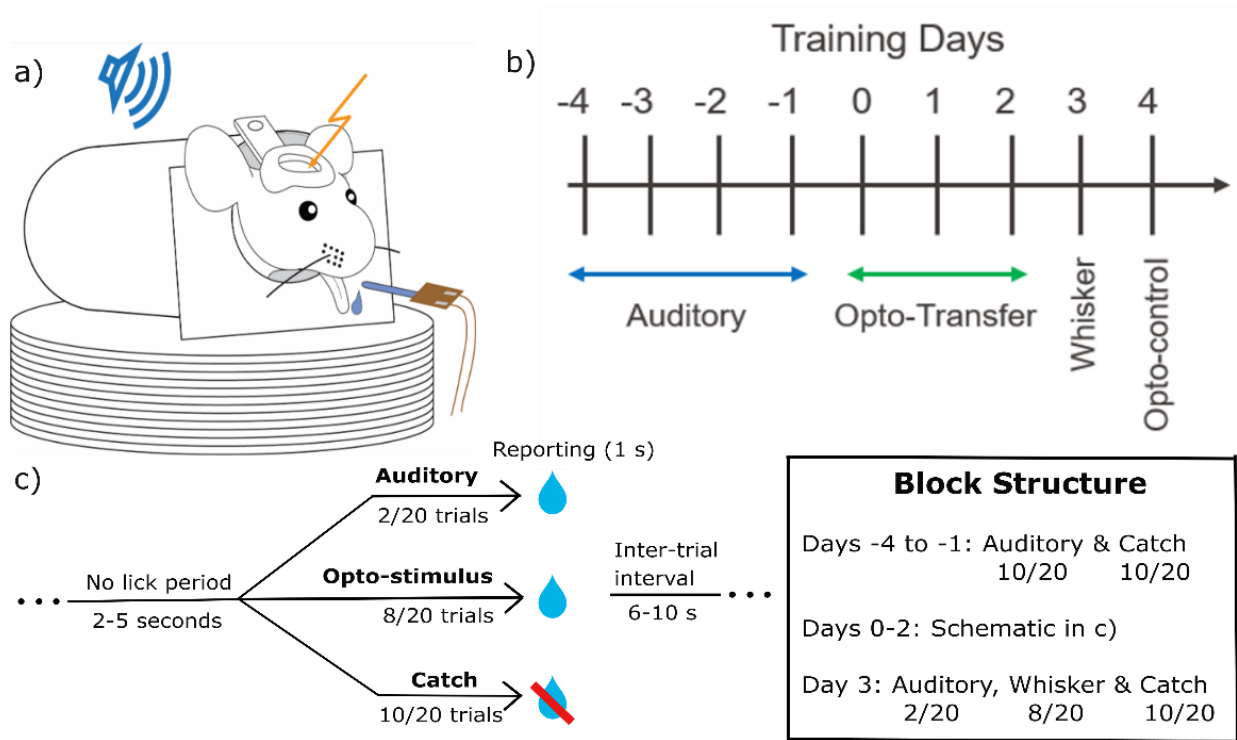 a)
b)
Training Days
-4 -3 -2 -1 0 1 2 3 4
Auditory
Opto-Transfer
Whisker
Opto-control
c)
Reporting (1 s)
Auditory
2/20 trials
No lick period
2-5 seconds
Opto-stimulus
8/20 trials
Catch
10/20 trials
Inter-trial
interval
6-10 s
Block Structure
Days -4 to -1: Auditory & Catch
10/20 10/20
Days 0-2: Schematic in c)
Day 3: Auditory, Whisker & Catch
2/20 8/20 10/20